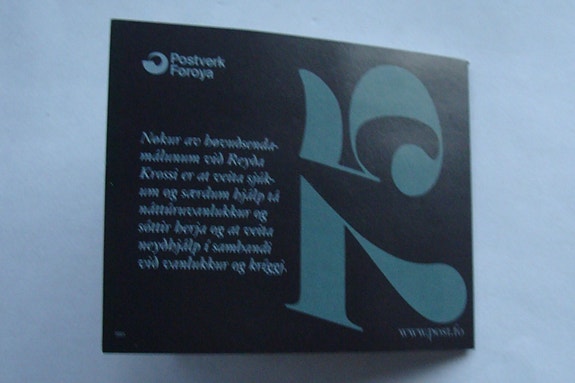 Postverk
Føroya
Nøkur av høvuðsenda-
málunum við Reyða
Krossi er at veita sjúk-
um og særdum hjálp tá
náttúruvanlukkur og
sóttir herja og at veita
neyðhjálp í sambandi
við vanlukkur og kríggj.
www.post.fo